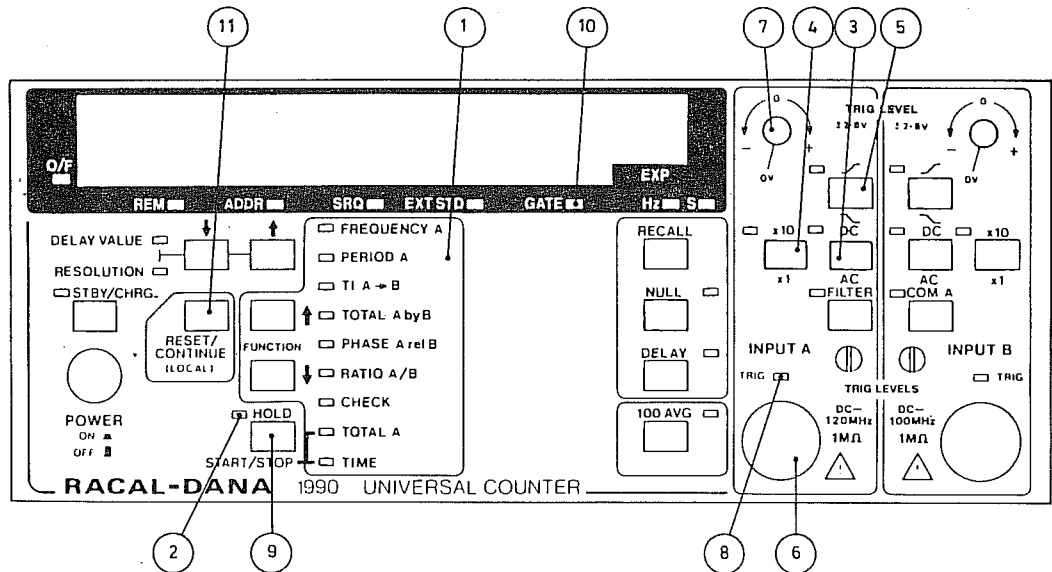 11
1
10
7
4
3
5
O/F
EXP
REM
ADDR
SRQ
EXT STD
GATE
Hz
S
DELAY VALUE
RESOLUTION
STBY/CHRG.
RESET/
CONTINUE
(LOCAL)
POWER
ON
OFF
FUNCTION
HOLD
START/STOP
FREQUENCY A
PERIOD A
TI A → B
TOTAL A by B
PHASE A rel B
RATIO A/B
CHECK
TOTAL A
TIME
RECALL
NULL
DELAY
100 AVG
TRIG LEVEL
0
±2·6V
±2·6V
0
- +
- +
0V
0V
x10
x1
DC
AC
FILTER
DC
AC
COM A
x10
x1
INPUT A
INPUT B
TRIG
TRIG LEVELS
TRIG
DC–
120MHz
1MΩ
!
DC–
100MHz
1MΩ
!
RACAL-DANA 1990 UNIVERSAL COUNTER
2
9
8
6